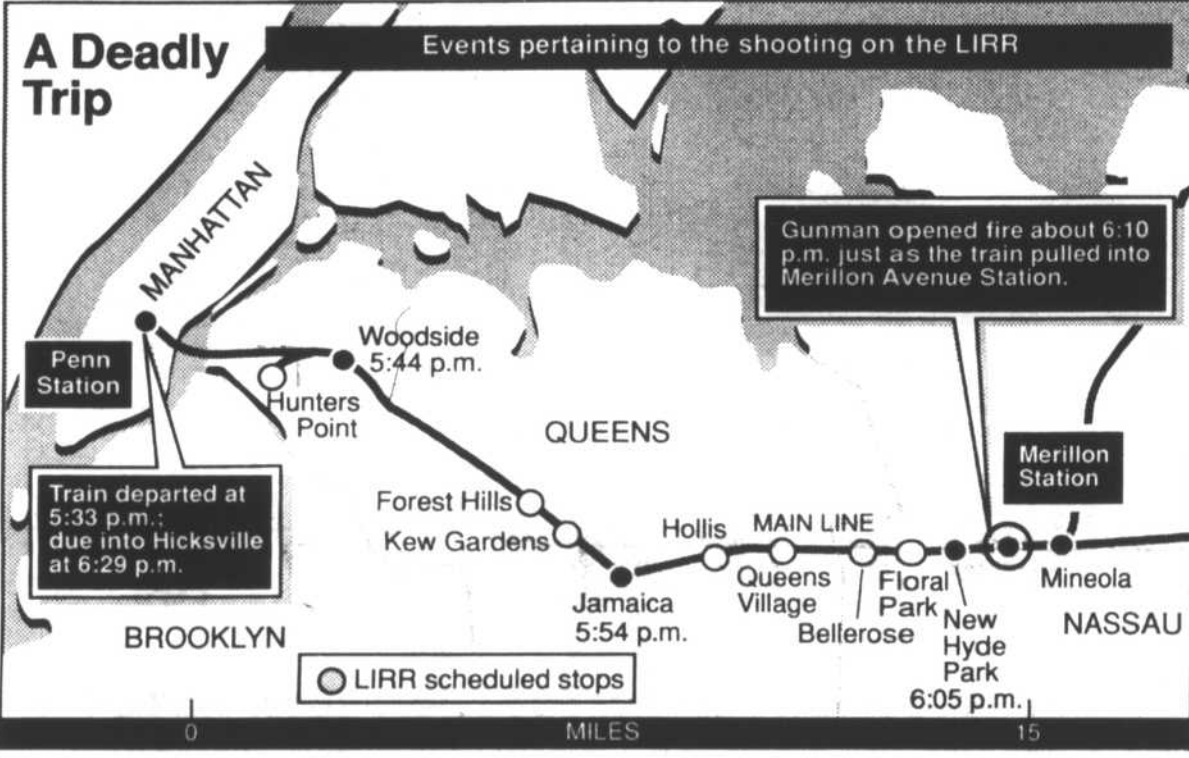 A Deadly
Trip
Events pertaining to the shooting on the LIRR
MANHATTAN
Gunman opened fire about 6:10
p.m. just as the train pulled into
Merillon Avenue Station.
Penn
Station
Woodside
5:44 p.m.
Hunters
Point
QUEENS
Merillon
Station
Train departed at
5:33 p.m.;
due into Hicksville
at 6:29 p.m.
Forest Hills
Kew Gardens
Hollis
MAIN LINE
Jamaica
5:54 p.m.
Queens
Village
Bellerose
Floral
Park
New
Hyde
Park
6:05 p.m.
Mineola
NASSAU
BROOKLYN
LIRR scheduled stops
0
MILES
15